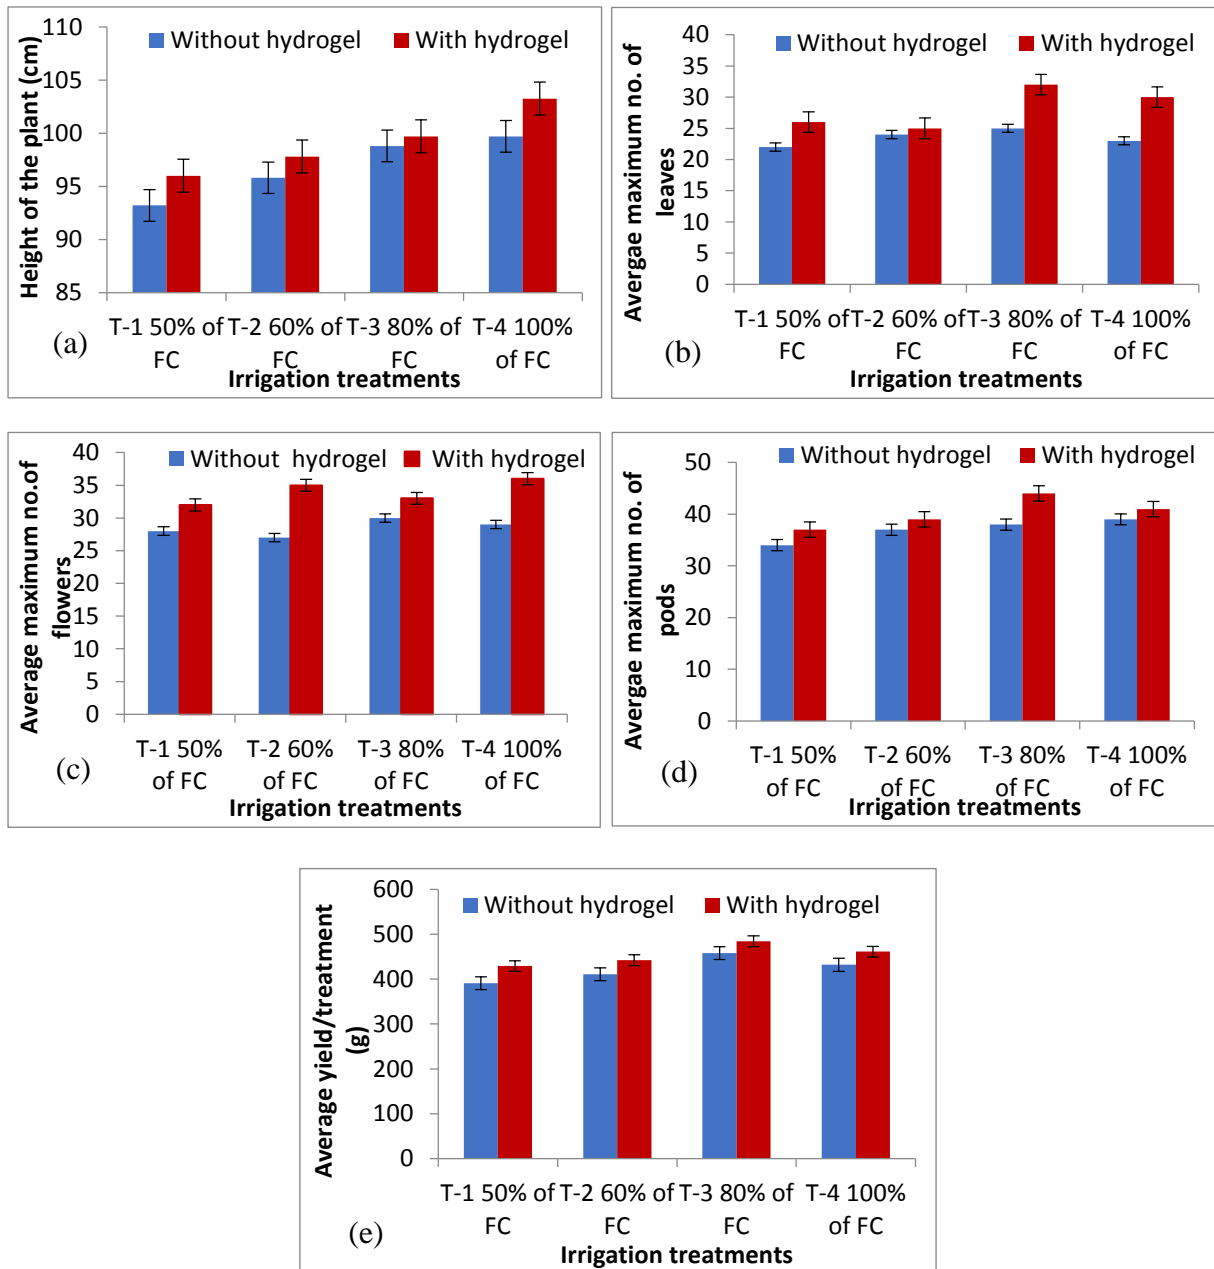 Without hydrogel With hydrogel
Height of the plant (cm)
110
105
100
95
90
85
T-1 50% of T-2 60% of T-3 80% of T-4 100%
FC FC FC of FC
(a)
Irrigation treatments
Without hydrogel With hydrogel
Avergae maximum no. of
leaves
40
35
30
25
20
15
10
5
0
T-1 50% of T-2 60% of T-3 80% of T-4 100%
FC FC FC of FC
(b)
Irrigation treatments
Without hydrogel With hydrogel
Average maximum no.of
flowers
40
35
30
25
20
15
10
5
0
T-1 50% T-2 60% T-3 80% T-4 100%
of FC of FC of FC of FC
(c)
Irrigation treatments
Without hydrogel With hydrogel
Avergae maximum no. of
pods
50
40
30
20
10
0
T-1 50% T-2 60% T-3 80% T-4 100%
of FC of FC of FC of FC
(d)
Irrigation treatments
Without hydrogel With hydrogel
Average yield/treatment
(g)
600
500
400
300
200
100
0
T-1 50% of T-2 60% of T-3 80% of T-4 100%
FC FC FC of FC
(e)
Irrigation treatments